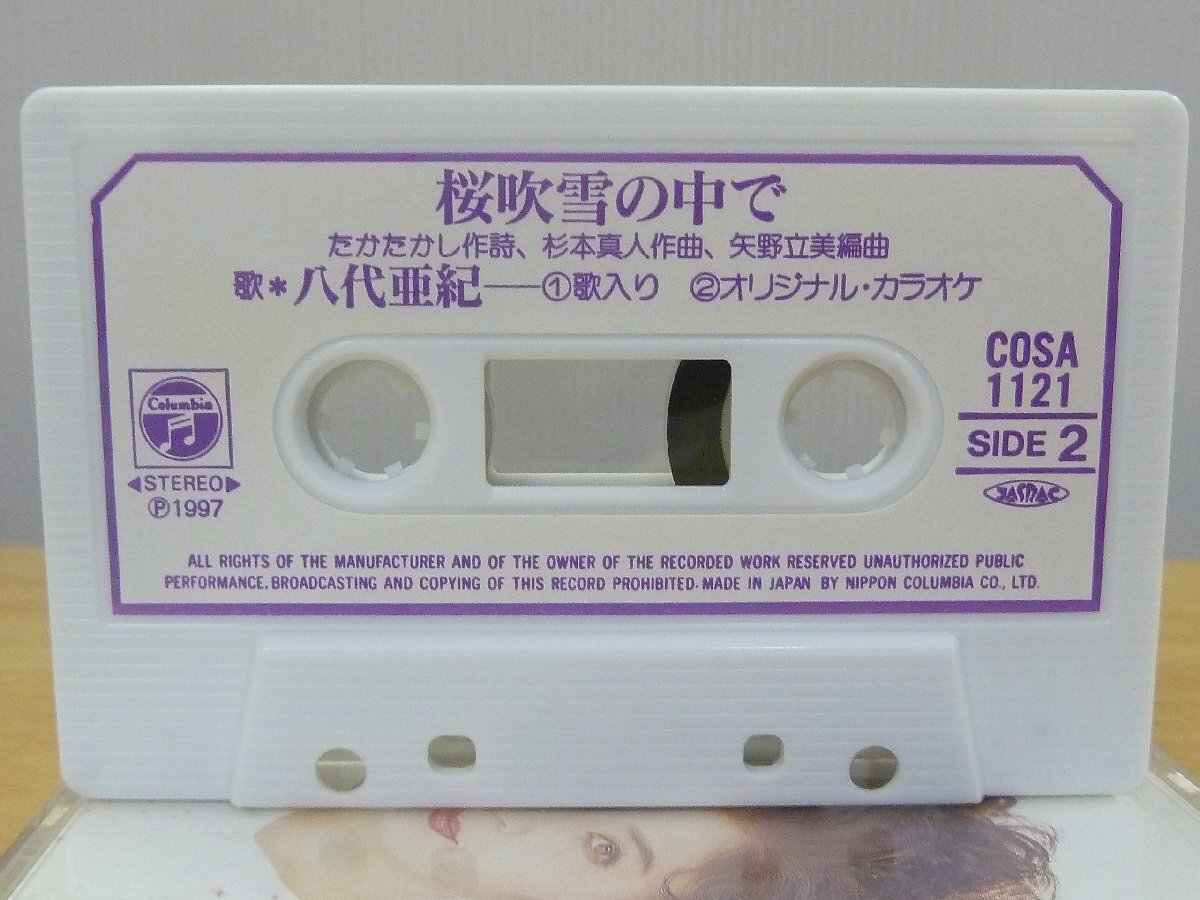 桜吹雪の中で
たかたかし作詩、杉本真人作曲、矢野立美編曲
歌＊八代亜紀――①歌入り　②オリジナル・カラオケ
COSA
1121
SIDE 2
JASRAC
Columbia
◀STEREO▶
Ⓟ1997
ALL RIGHTS OF THE MANUFACTURER AND OF THE OWNER OF THE RECORDED WORK RESERVED UNAUTHORIZED PUBLIC
PERFORMANCE. BROADCASTING AND COPYING OF THIS RECORD PROHIBITED. MADE IN JAPAN BY NIPPON COLUMBIA CO., LTD.